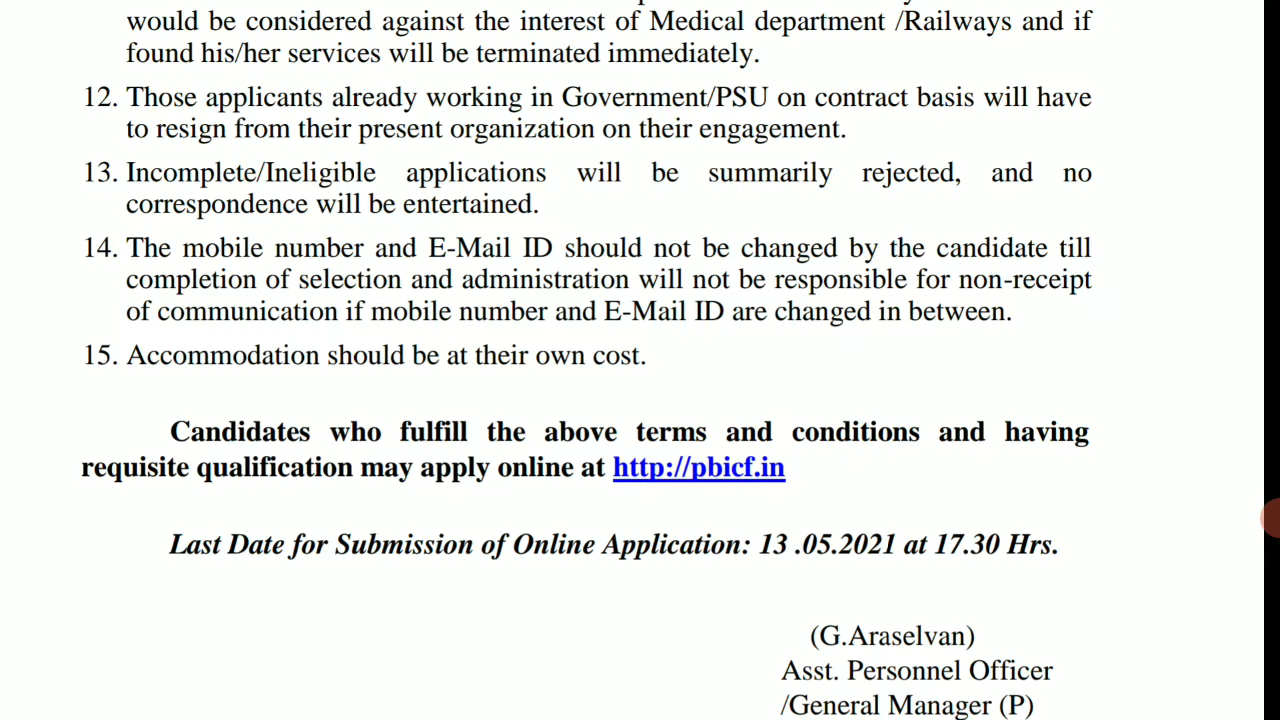 would be considered against the interest of Medical department /Railways and if
found his/her services will be terminated immediately.
12. Those applicants already working in Government/PSU on contract basis will have
to resign from their present organization on their engagement.
13. Incomplete/Ineligible applications will be summarily rejected, and no
correspondence will be entertained.
14. The mobile number and E-Mail ID should not be changed by the candidate till
completion of selection and administration will not be responsible for non-receipt
of communication if mobile number and E-Mail ID are changed in between.
15. Accommodation should be at their own cost.
Candidates who fulfill the above terms and conditions and having
requisite qualification may apply online at http://pbicf.in
Last Date for Submission of Online Application: 13 .05.2021 at 17.30 Hrs.
(G.Araselvan)
Asst. Personnel Officer
/General Manager (P)